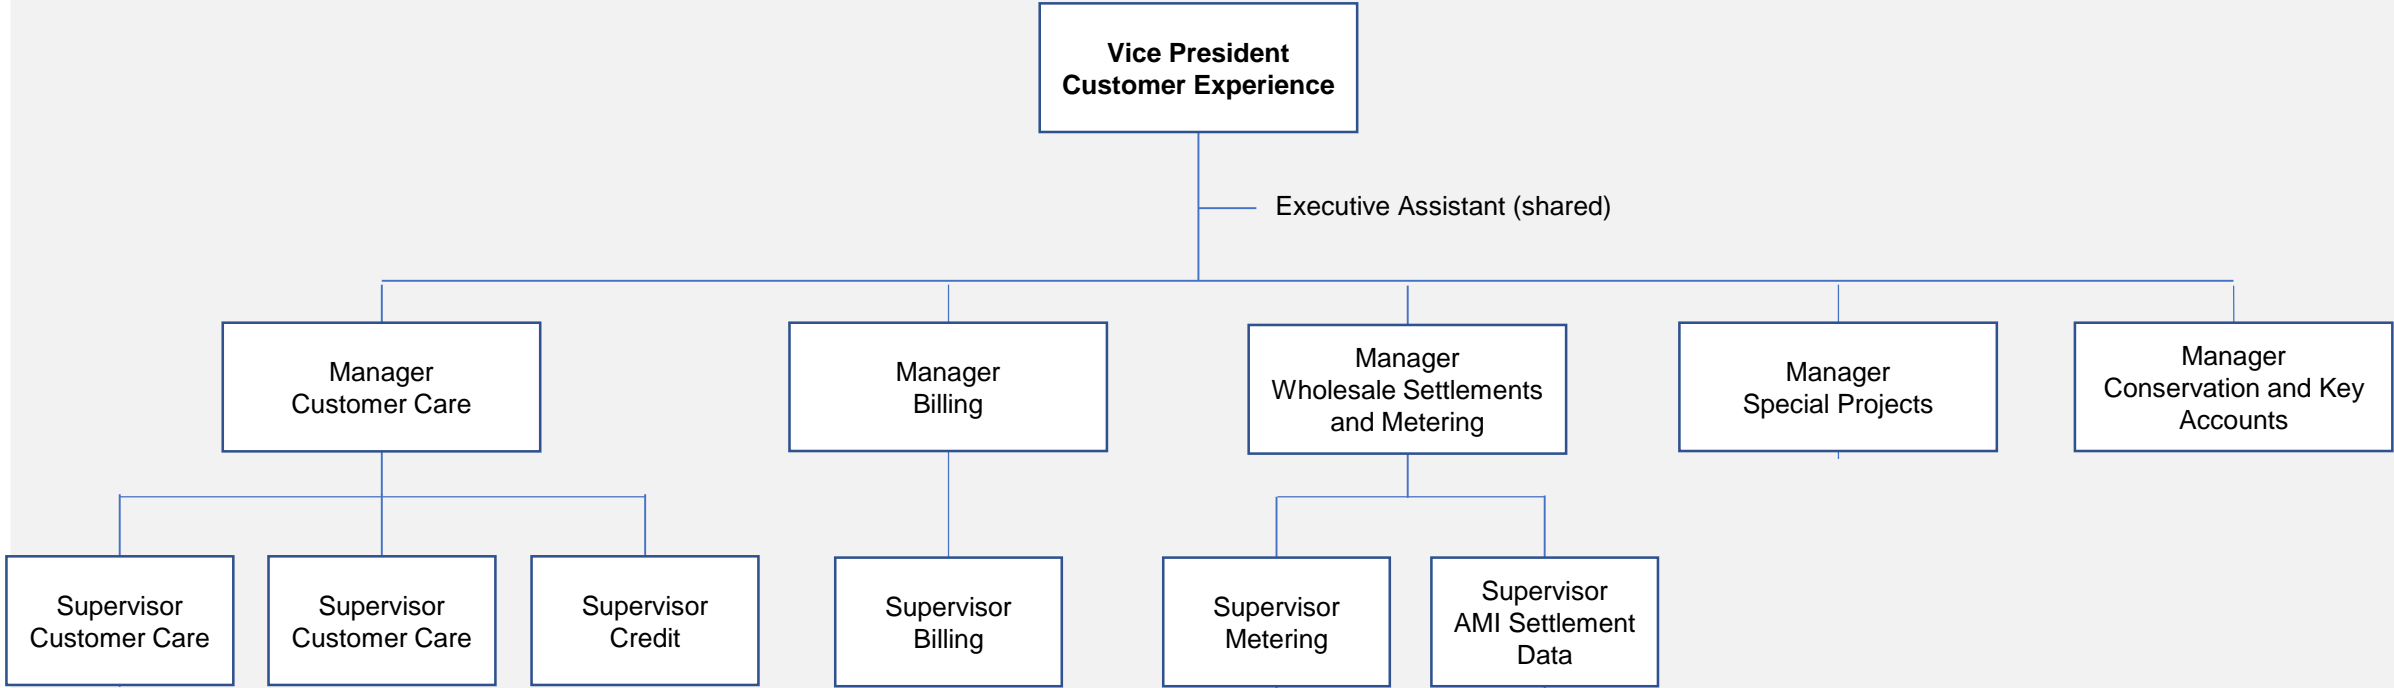 Vice President
Customer Experience
Executive Assistant (shared)
Manager
Customer Care
Manager
Billing
Manager
Wholesale Settlements
and Metering
Manager
Special Projects
Manager
Conservation and Key
Accounts
Supervisor
Customer Care
Supervisor
Customer Care
Supervisor
Credit
Supervisor
Billing
Supervisor
Metering
Supervisor
AMI Settlement
Data